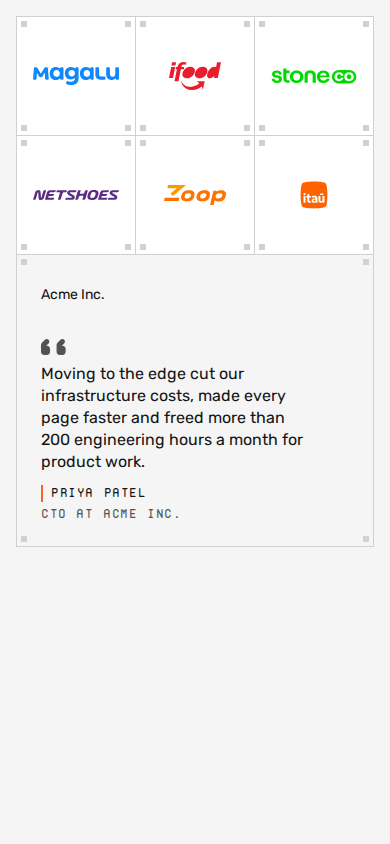 Magalu
ifood
stone co
NETSHOES
Zoop
itaú
Acme Inc.
Moving to the edge cut our
infrastructure costs, made every
page faster and freed more than
200 engineering hours a month for
product work.
PRIYA PATEL
CTO AT ACME INC.